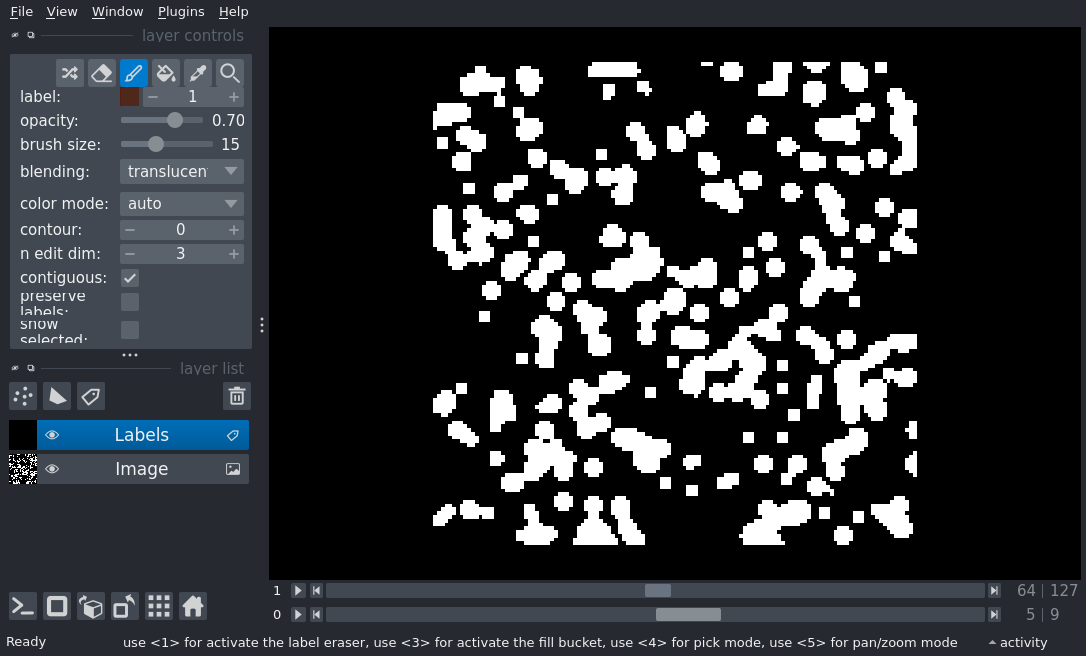 File View Window Plugins Help
layer controls
label: − 1 +
opacity: 0.70
brush size: 15
blending: translucen
color mode: auto
contour: − 0 +
n edit dim: − 3 +
contiguous:
preserve
labels:
show
selected:
layer list
Labels
Image
1 64 | 127
0 5 | 9
Ready use <1> for activate the label eraser, use <3> for activate the fill bucket, use <4> for pick mode, use <5> for pan/zoom mode activity